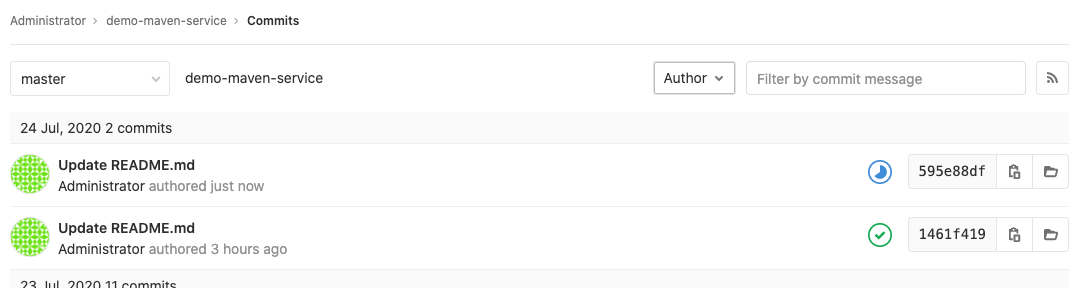 Administrator › demo-maven-service › Commits
master demo-maven-service Author Filter by commit message
24 Jul, 2020 2 commits
Update README.md
Administrator authored just now
595e88df
Update README.md
Administrator authored 3 hours ago
1461f419
23 Jul, 2020 11 commits